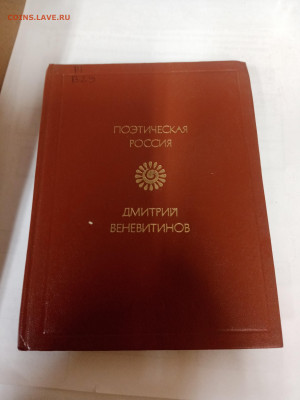 COINS.LAVE.RU
ПОЭТИЧЕСКАЯ
РОССИЯ
ДМИТРИЙ
ВЕНЕВИТИНОВ